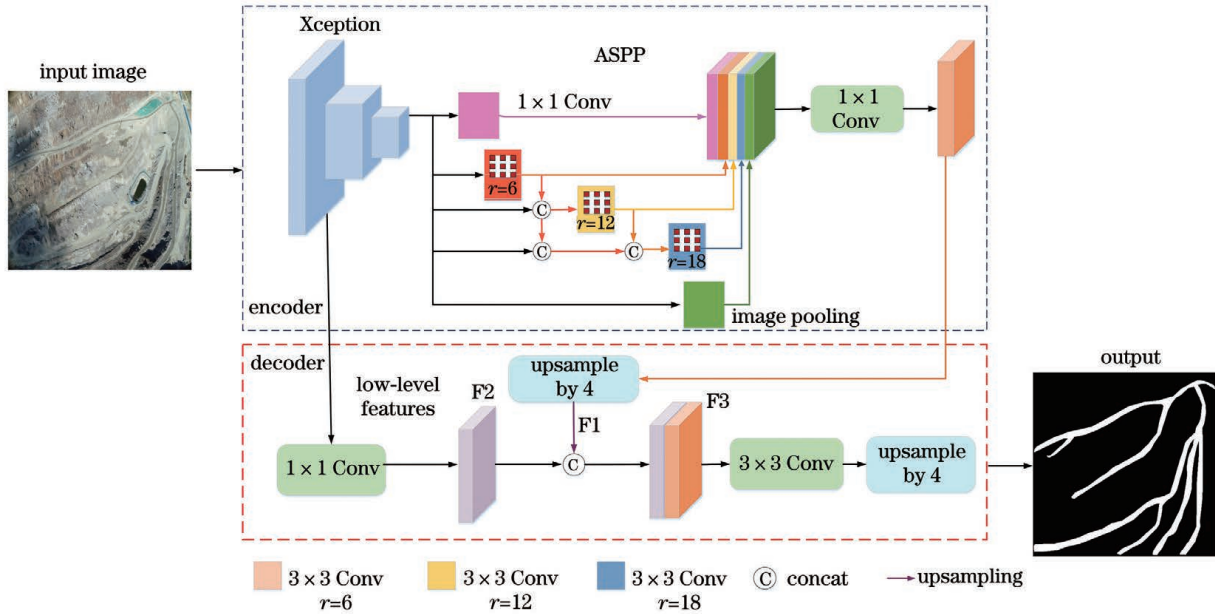 Xception
ASPP
input image
1 × 1 Conv
1 × 1
Conv
r=6
C
r=12
C
C
r=18
image pooling
encoder
decoder
output
low-level
features
F2
upsample
by 4
F1
F3
1 × 1 Conv
C
3 × 3 Conv
upsample
by 4
3 × 3 Conv
r=6
3 × 3 Conv
r=12
3 × 3 Conv
r=18
C concat
upsampling